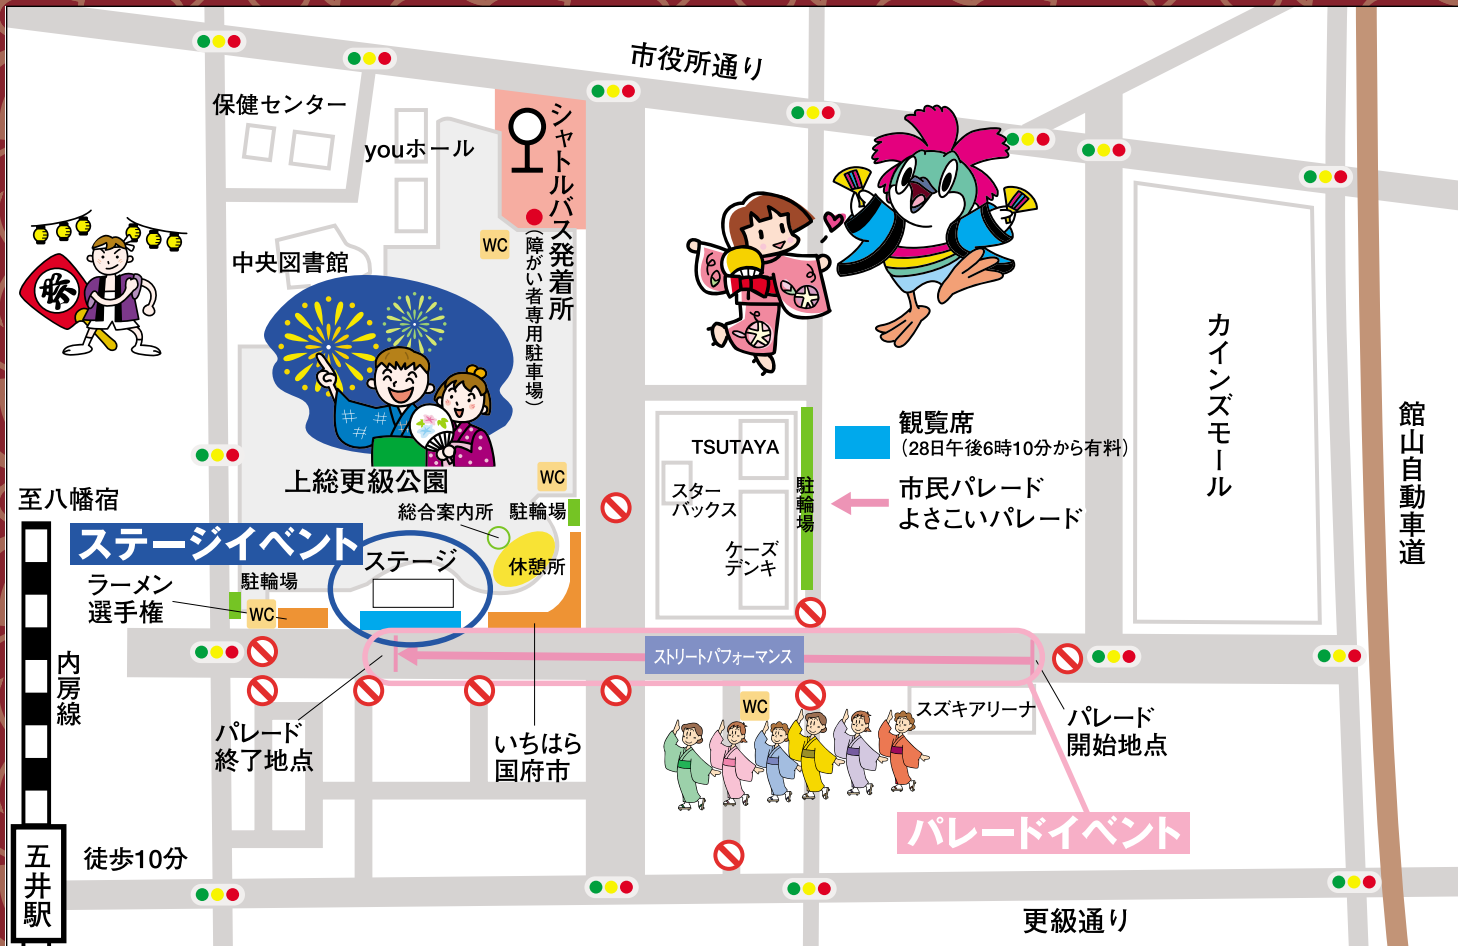 市役所通り
保健センター
youホール
シャトルバス発着所
(障がい者専用駐車場)
WC
中央図書館
祭
上総更級公園
WC
総合案内所
駐輪場
休憩所
ステージイベント
ステージ
至八幡宿
ラーメン
選手権
駐輪場
WC
内房線
五井駅
徒歩10分
TSUTAYA
スター
バックス
ケーズ
デンキ
駐輪場
観覧席
(28日午後6時10分から有料)
市民パレード
よさこいパレード
カインズモール
館山自動車道
ストリートパフォーマンス
パレード
終了地点
いちはら
国府市
WC
スズキアリーナ
パレード
開始地点
パレードイベント
更級通り